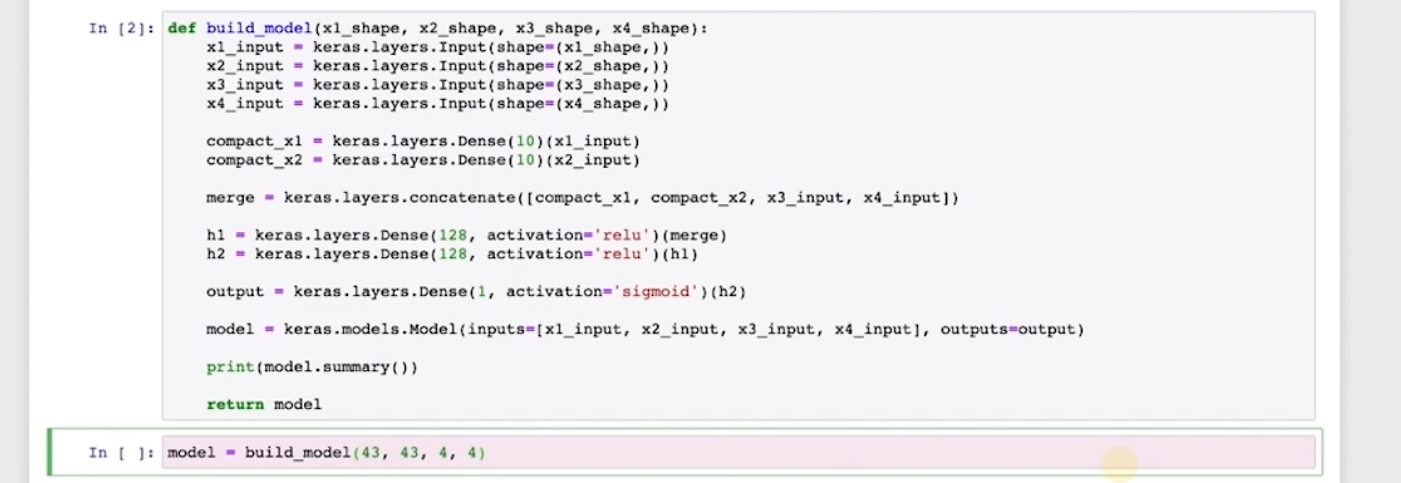 In [2]: def build_model(x1_shape, x2_shape, x3_shape, x4_shape):
x1_input = keras.layers.Input(shape=(x1_shape,))
x2_input = keras.layers.Input(shape=(x2_shape,))
x3_input = keras.layers.Input(shape=(x3_shape,))
x4_input = keras.layers.Input(shape=(x4_shape,))
compact_x1 = keras.layers.Dense(10)(x1_input)
compact_x2 = keras.layers.Dense(10)(x2_input)
merge = keras.layers.concatenate([compact_x1, compact_x2, x3_input, x4_input])
h1 = keras.layers.Dense(128, activation='relu')(merge)
h2 = keras.layers.Dense(128, activation='relu')(h1)
output = keras.layers.Dense(1, activation='sigmoid')(h2)
model = keras.models.Model(inputs=[x1_input, x2_input, x3_input, x4_input], outputs=output)
print(model.summary())
return model
In [ ]: model = build_model(43, 43, 4, 4)